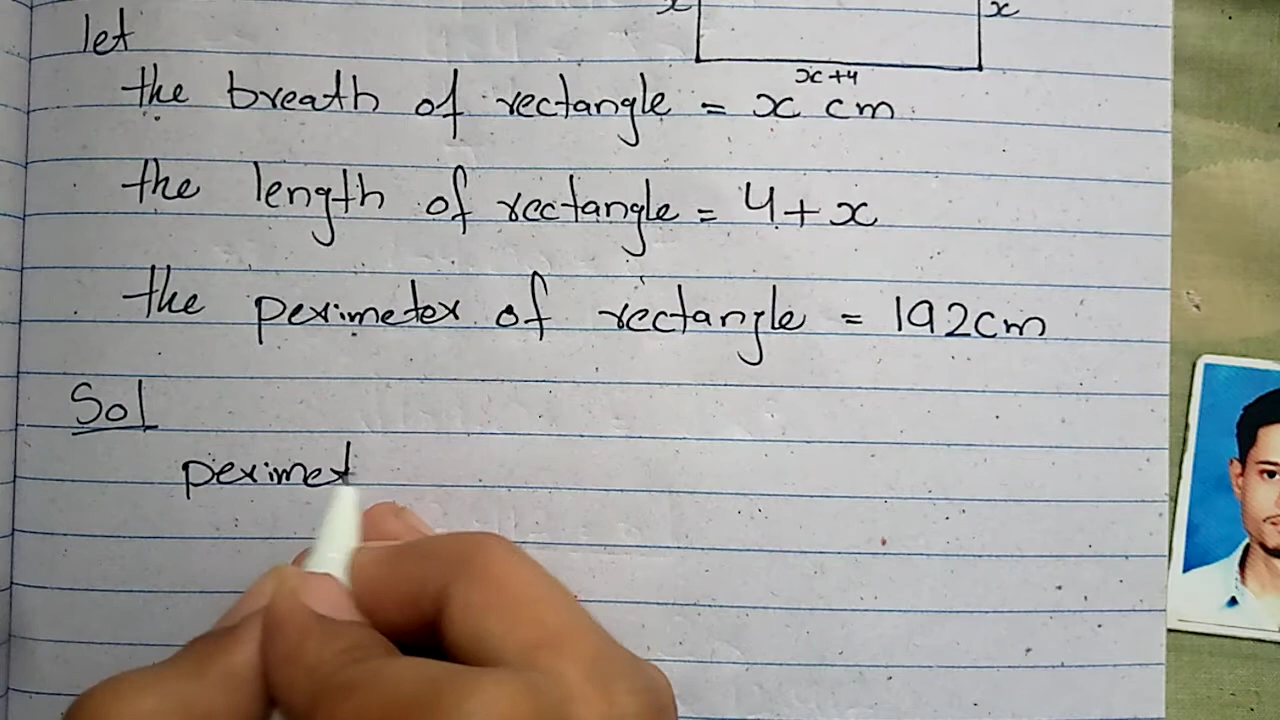 x x
let
x+4
the breath of rectangle = x cm
the length of rectangle = 4+x
the perimeter of rectangle = 192cm
Sol
perimet